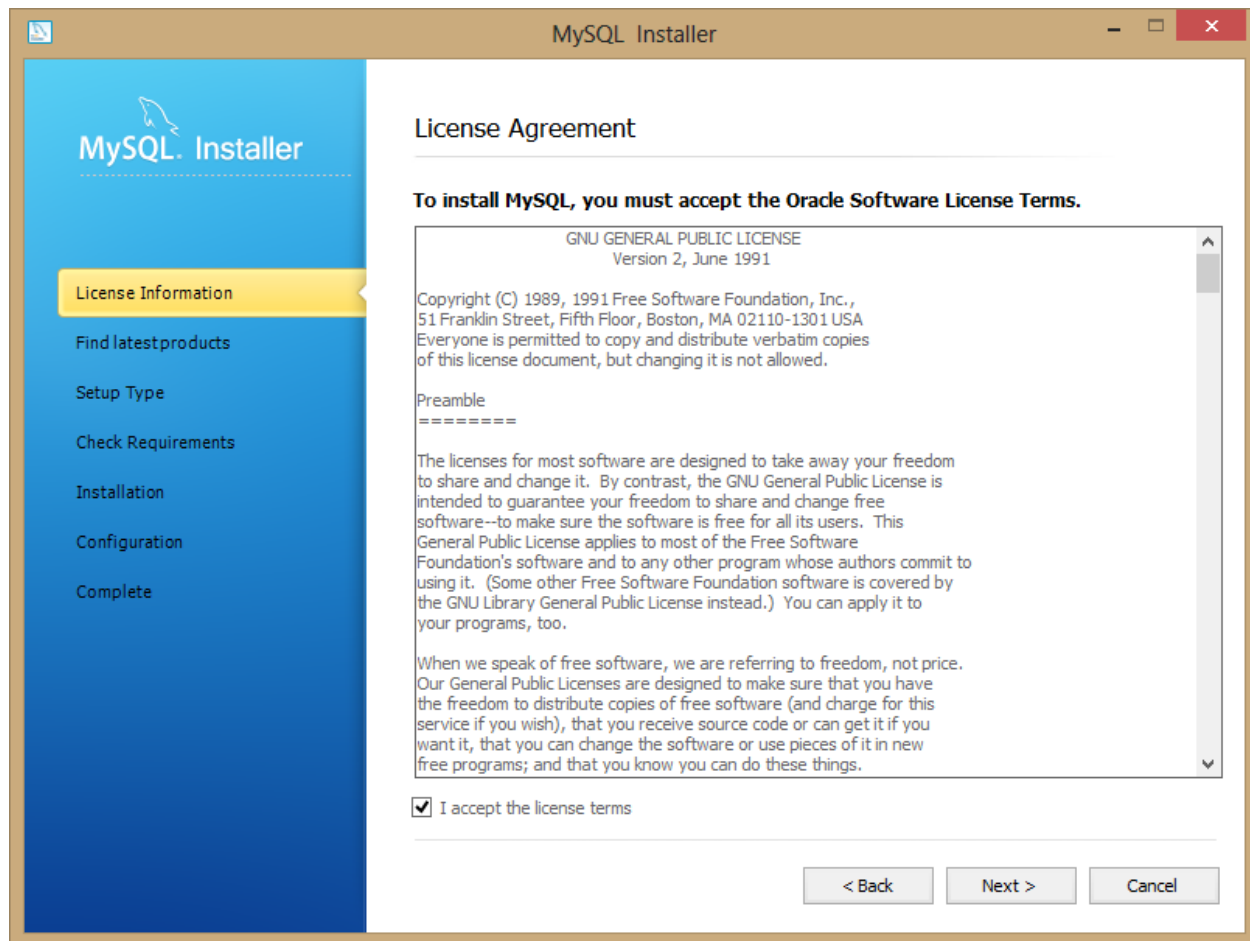 MySQL Installer
MySQL. Installer
License Information
Find latest products
Setup Type
Check Requirements
Installation
Configuration
Complete
License Agreement
To install MySQL, you must accept the Oracle Software License Terms.
GNU GENERAL PUBLIC LICENSE
Version 2, June 1991
Copyright (C) 1989, 1991 Free Software Foundation, Inc.,
51 Franklin Street, Fifth Floor, Boston, MA 02110-1301 USA
Everyone is permitted to copy and distribute verbatim copies
of this license document, but changing it is not allowed.
Preamble
========
The licenses for most software are designed to take away your freedom
to share and change it. By contrast, the GNU General Public License is
intended to guarantee your freedom to share and change free
software--to make sure the software is free for all its users. This
General Public License applies to most of the Free Software
Foundation's software and to any other program whose authors commit to
using it. (Some other Free Software Foundation software is covered by
the GNU Library General Public License instead.) You can apply it to
your programs, too.
When we speak of free software, we are referring to freedom, not price.
Our General Public Licenses are designed to make sure that you have
the freedom to distribute copies of free software (and charge for this
service if you wish), that you receive source code or can get it if you
want it, that you can change the software or use pieces of it in new
free programs; and that you know you can do these things.
I accept the license terms
< Back
Next >
Cancel